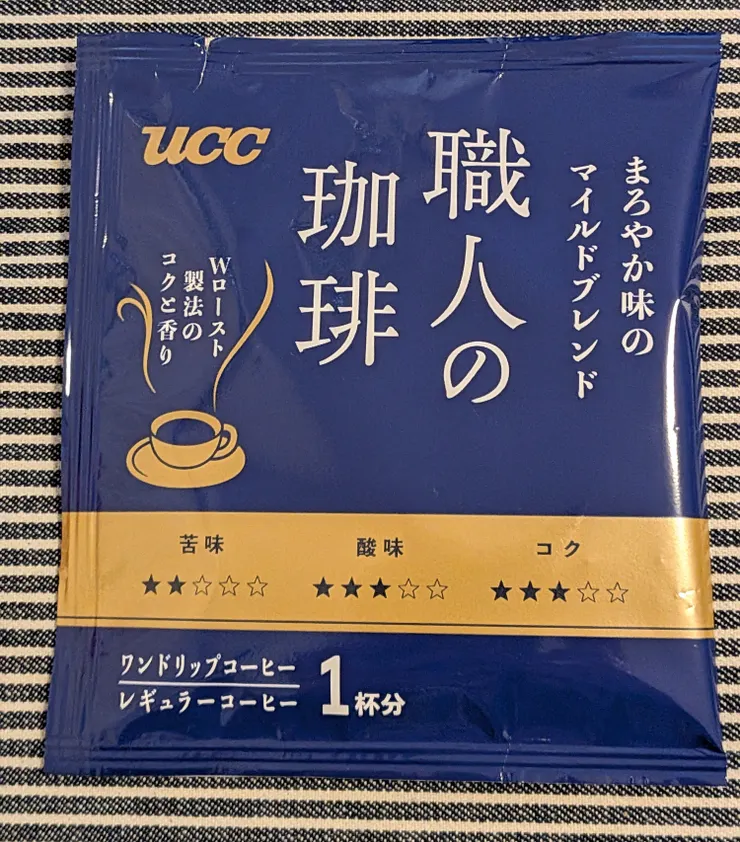 UCC
まろやか味の
マイルドブレンド
職人の
珈琲
Wロースト
製法の
コクと香り
苦味
★★☆☆☆
酸味
★★★☆☆
コク
★★★☆☆
ワンドリップコーヒー
レギュラーコーヒー
1杯分